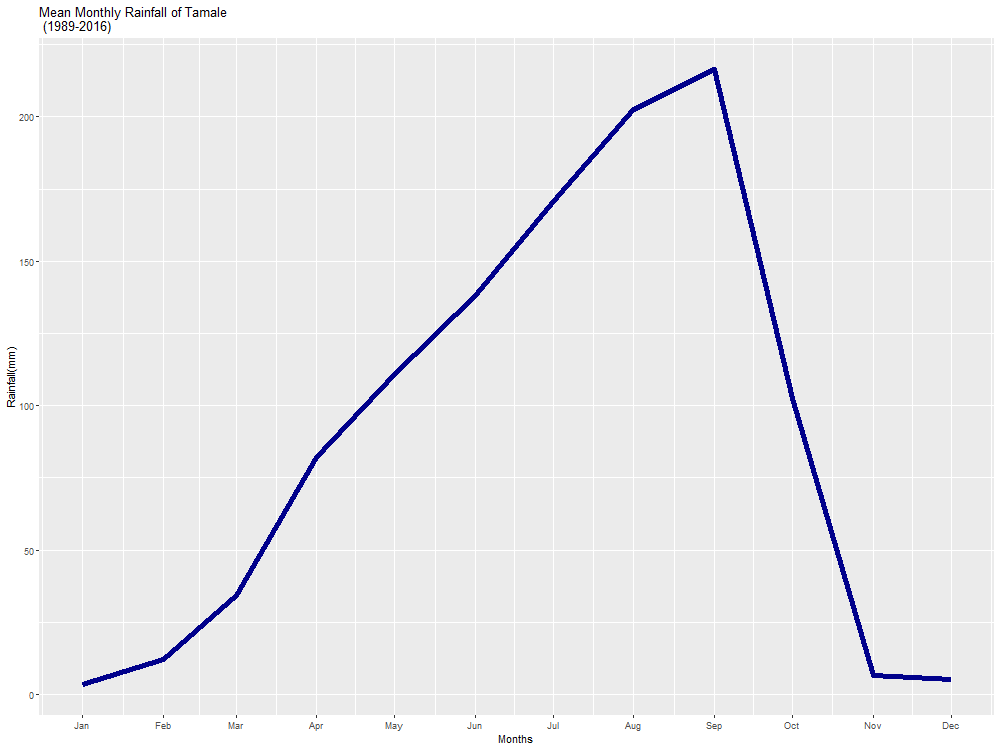 Mean Monthly Rainfall of Tamale
(1989-2016)
200
150
100
50
0
Rainfall(mm)
Jan Feb Mar Apr May Jun Jul Aug Sep Oct Nov Dec
Months